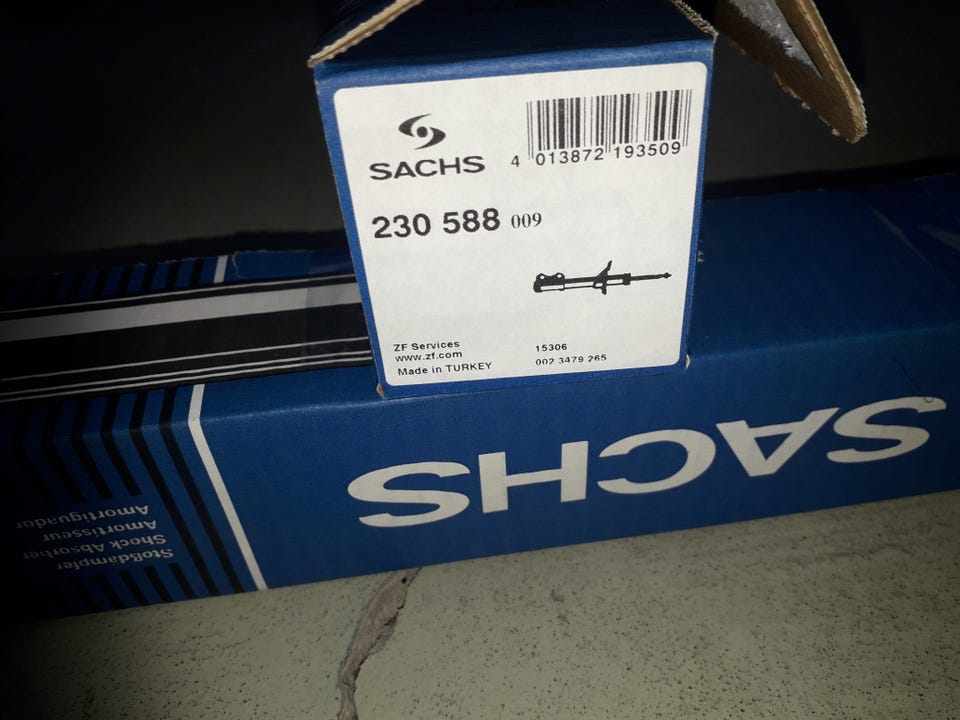 SACHS
4 013872 193509
230 588 009
ZF Services
www.zf.com
Made in TURKEY
15306
002 3479 265
SACHS
Stoßdämpfer
Shock Absorber
Amortisseur
Amortiguador